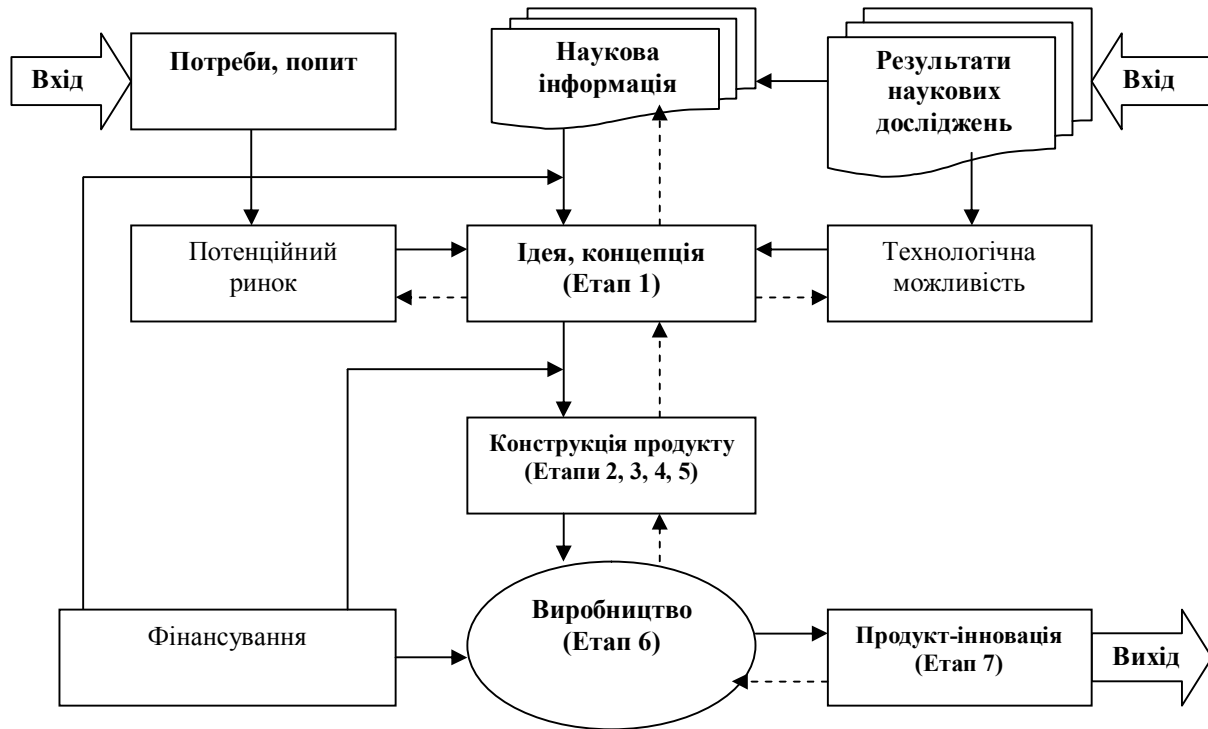 Вхід
Потреби, попит
Наукова
інформація
Результати
наукових
досліджень
Вхід
Потенційний
ринок
Ідея, концепція
(Етап 1)
Технологічна
можливість
Конструкція продукту
(Етапи 2, 3, 4, 5)
Фінансування
Виробництво
(Етап 6)
Продукт-інновація
(Етап 7)
Вихід